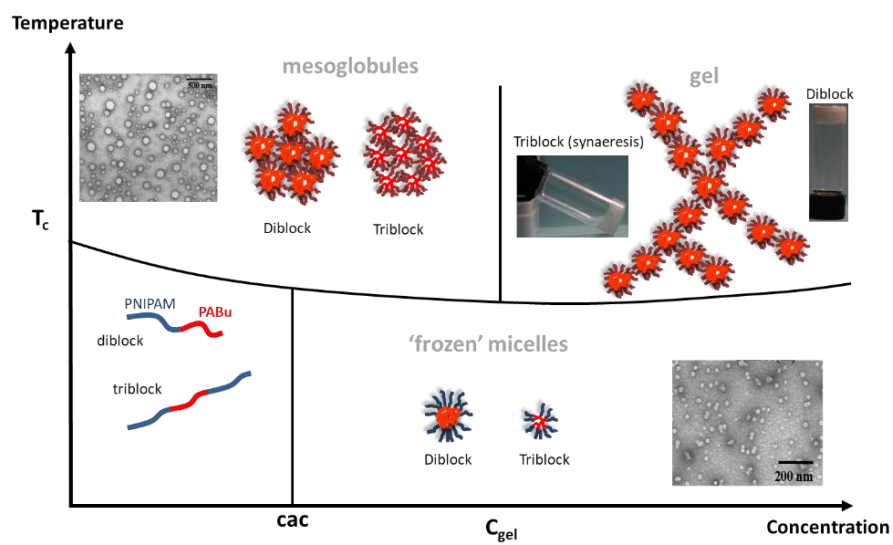 Temperature
mesoglobules
gel
500 nm
Diblock
Triblock (synaeresis)
Diblock
Triblock
Tc
PNIPAM
PABu
diblock
'frozen' micelles
triblock
Diblock
Triblock
200 nm
cac
Cgel
Concentration